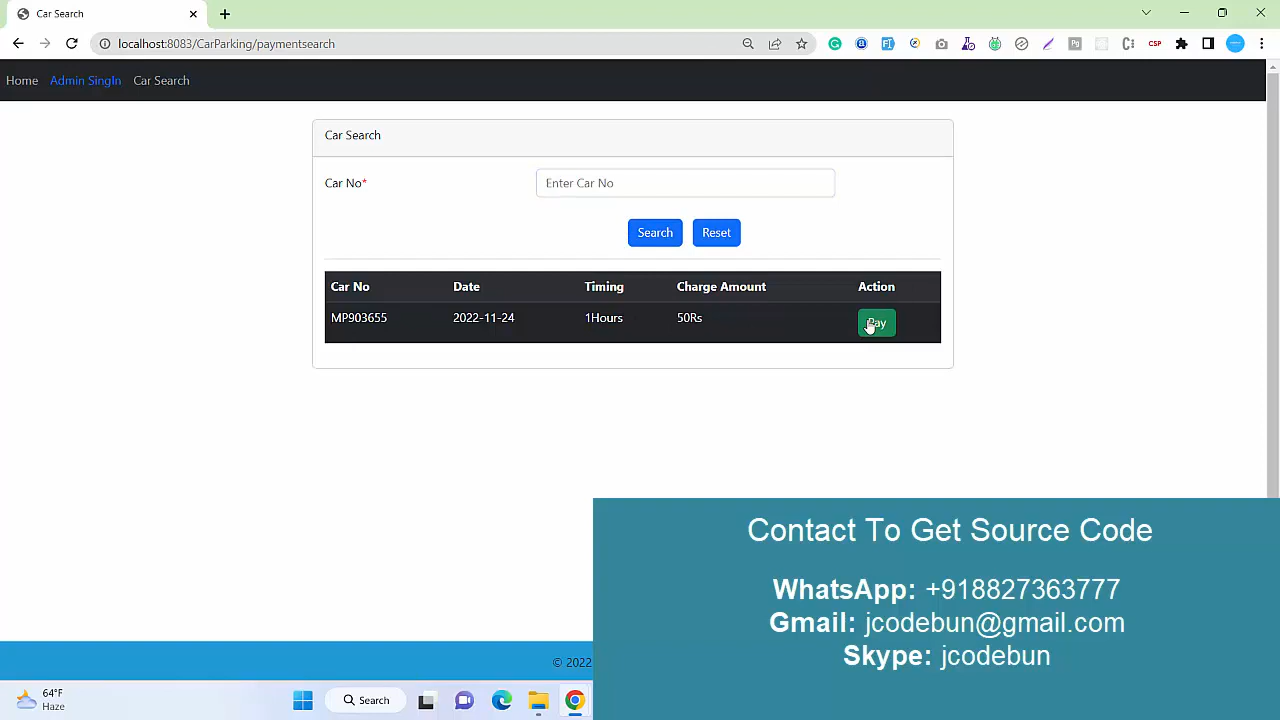 Car Search
localhost:8083/CarParking/paymentsearch
Home Admin SingIn Car Search
Car Search
Car No*
Enter Car No
Search Reset
Car No Date Timing Charge Amount Action
MP903655 2022-11-24 1Hours 50Rs Pay
Contact To Get Source Code
WhatsApp: +918827363777
Gmail: jcodebun@gmail.com
Skype: jcodebun
© 2022
64°F
Haze
Search